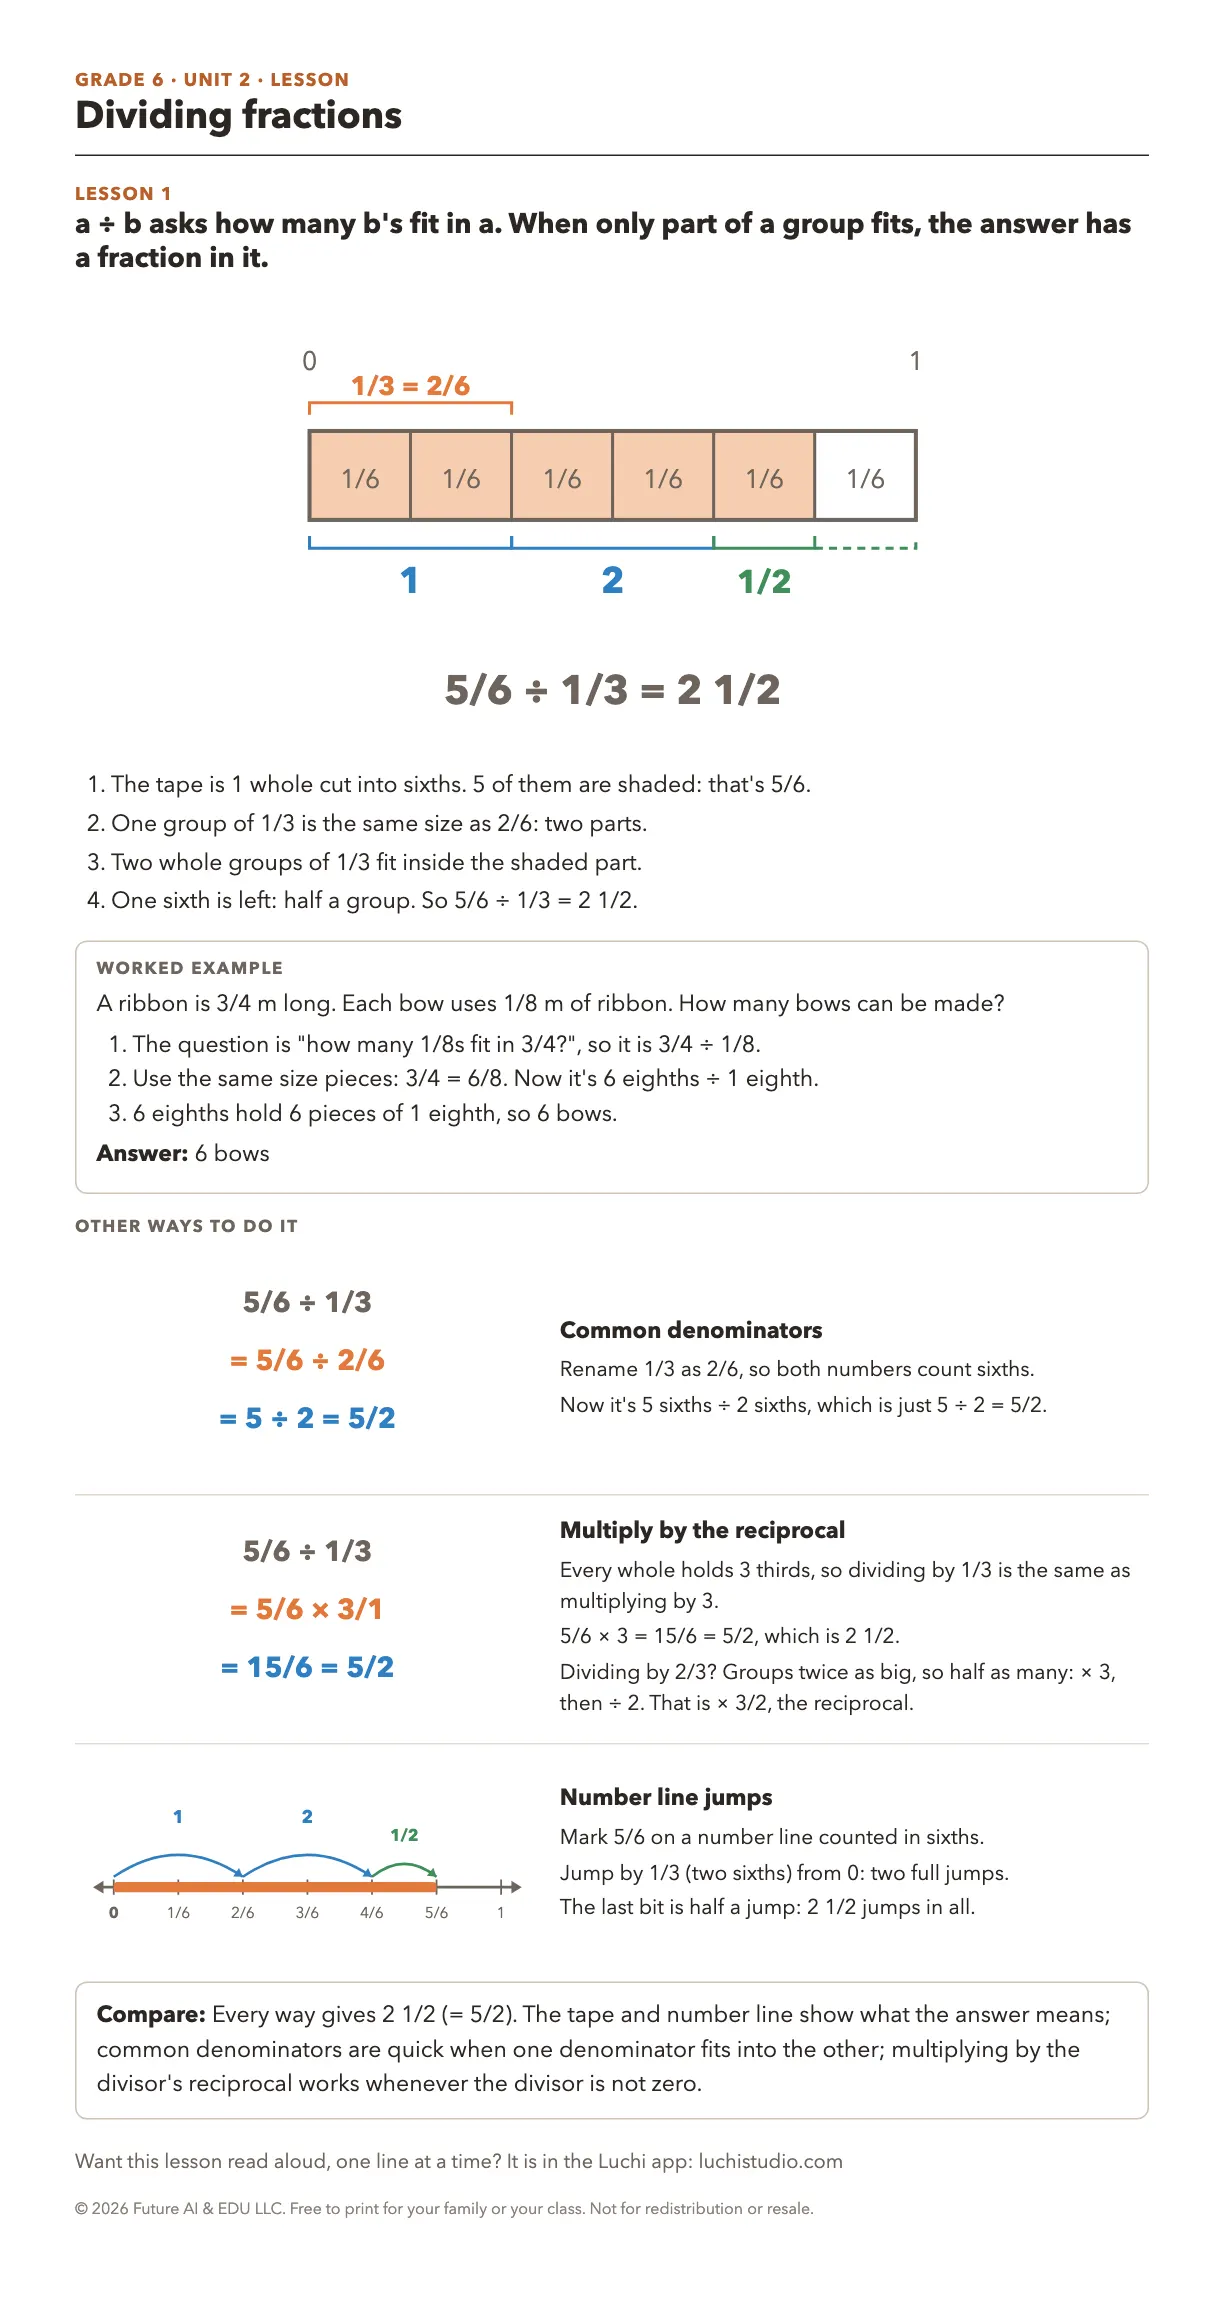 GRADE 6 · UNIT 2 · LESSON
Dividing fractions
LESSON 1
a ÷ b asks how many b's fit in a. When only part of a group fits, the answer has
a fraction in it.
0 1
1/3 = 2/6
1/6 1/6 1/6 1/6 1/6 1/6
1 2 1/2
5/6 ÷ 1/3 = 2 1/2
1. The tape is 1 whole cut into sixths. 5 of them are shaded: that's 5/6.
2. One group of 1/3 is the same size as 2/6: two parts.
3. Two whole groups of 1/3 fit inside the shaded part.
4. One sixth is left: half a group. So 5/6 ÷ 1/3 = 2 1/2.
WORKED EXAMPLE
A ribbon is 3/4 m long. Each bow uses 1/8 m of ribbon. How many bows can be made?
1. The question is "how many 1/8s fit in 3/4?", so it is 3/4 ÷ 1/8.
2. Use the same size pieces: 3/4 = 6/8. Now it's 6 eighths ÷ 1 eighth.
3. 6 eighths hold 6 pieces of 1 eighth, so 6 bows.
Answer: 6 bows
OTHER WAYS TO DO IT
5/6 ÷ 1/3
= 5/6 ÷ 2/6
= 5 ÷ 2 = 5/2
Common denominators
Rename 1/3 as 2/6, so both numbers count sixths.
Now it's 5 sixths ÷ 2 sixths, which is just 5 ÷ 2 = 5/2.
5/6 ÷ 1/3
= 5/6 × 3/1
= 15/6 = 5/2
Multiply by the reciprocal
Every whole holds 3 thirds, so dividing by 1/3 is the same as
multiplying by 3.
5/6 × 3 = 15/6 = 5/2, which is 2 1/2.
Dividing by 2/3? Groups twice as big, so half as many: × 3,
then ÷ 2. That is × 3/2, the reciprocal.
1 2 1/2
0 1/6 2/6 3/6 4/6 5/6 1
Number line jumps
Mark 5/6 on a number line counted in sixths.
Jump by 1/3 (two sixths) from 0: two full jumps.
The last bit is half a jump: 2 1/2 jumps in all.
Compare: Every way gives 2 1/2 (= 5/2). The tape and number line show what the answer means;
common denominators are quick when one denominator fits into the other; multiplying by the
divisor's reciprocal works whenever the divisor is not zero.
Want this lesson read aloud, one line at a time? It is in the Luchi app: luchistudio.com
© 2026 Future AI & EDU LLC. Free to print for your family or your class. Not for redistribution or resale.